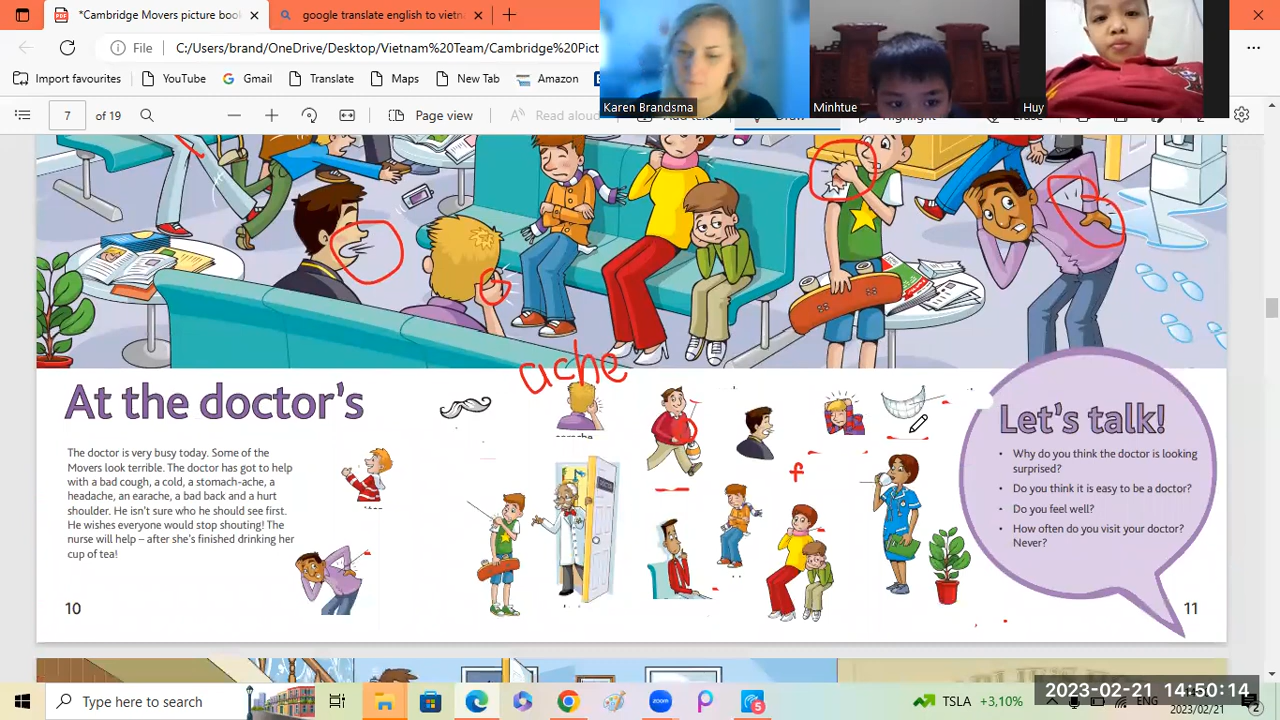 *Cambridge Movers picture boo
google translate english to vietn
File
C:/Users/brand/OneDrive/Desktop/Vietnam%20Team/Cambridge%20Pict
Import favourites
YouTube
Gmail
Translate
Maps
New Tab
Amazon
Karen Brandsma
Minhtue
Huy
7
of 19
Page view
Read aloud
ache
At the doctor's
The doctor is very busy today. Some of the
Movers look terrible. The doctor has got to help
with a bad cough, a cold, a stomach-ache, a
headache, an earache, a bad back and a hurt
shoulder. He isn't sure who he should see first.
He wishes everyone would stop shouting! The
nurse will help – after she's finished drinking her
cup of tea!
10
DOCTOR
f
Let's talk!
• Why do you think the doctor is looking
surprised?
• Do you think it is easy to be a doctor?
• Do you feel well?
• How often do you visit your doctor?
Never?
11
Type here to search
5
TSLA +3,10%
ENG
2023-02-21 14:50:14
2023/02/21
2